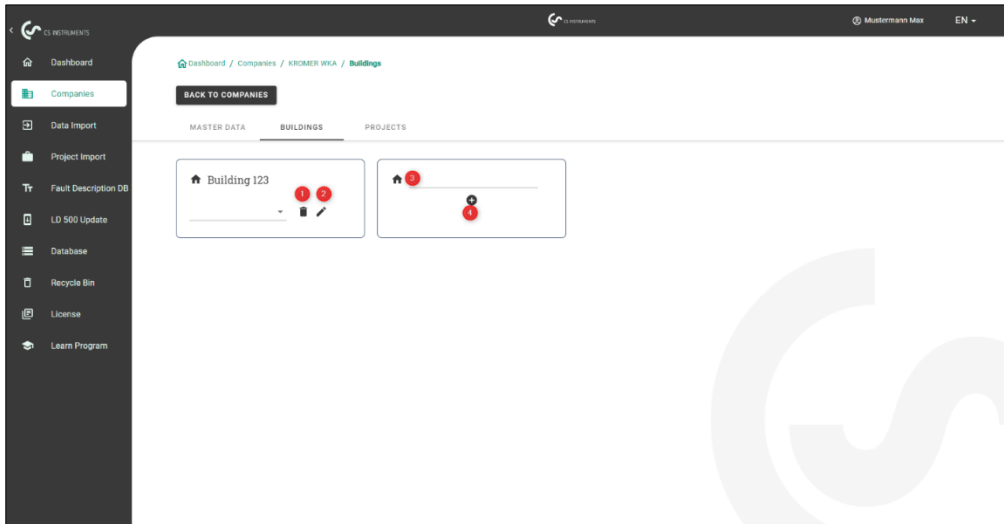 CS INSTRUMENTS
CS INSTRUMENTS
Mustermann Max
EN
Dashboard
Companies
Data Import
Project Import
Fault Description DB
LD 500 Update
Database
Recycle Bin
License
Learn Program
Dashboard / Companies / KROMER WKA / Buildings
BACK TO COMPANIES
MASTER DATA BUILDINGS PROJECTS
Building 123
1 2
3
4